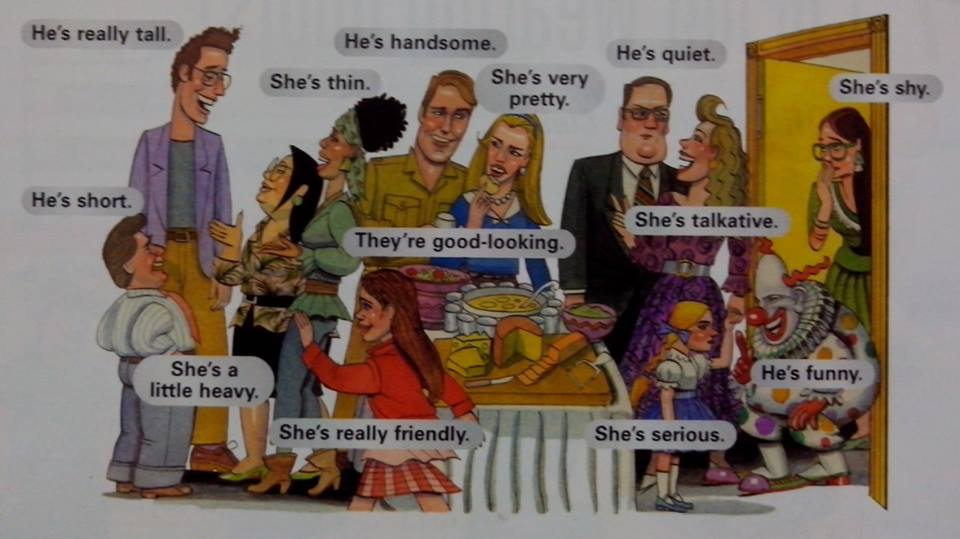 He's really tall.
He's handsome.
He's quiet.
She's thin.
She's very
pretty.
She's shy.
He's short.
She's talkative.
They're good-looking.
She's a
little heavy.
He's funny.
She's really friendly.
She's serious.